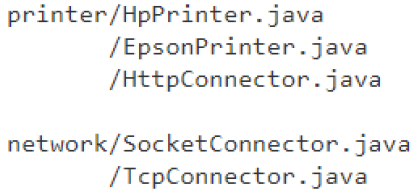 printer/HpPrinter.java
/EpsonPrinter.java
/HttpConnector.java
network/SocketConnector.java
/TcpConnector.java